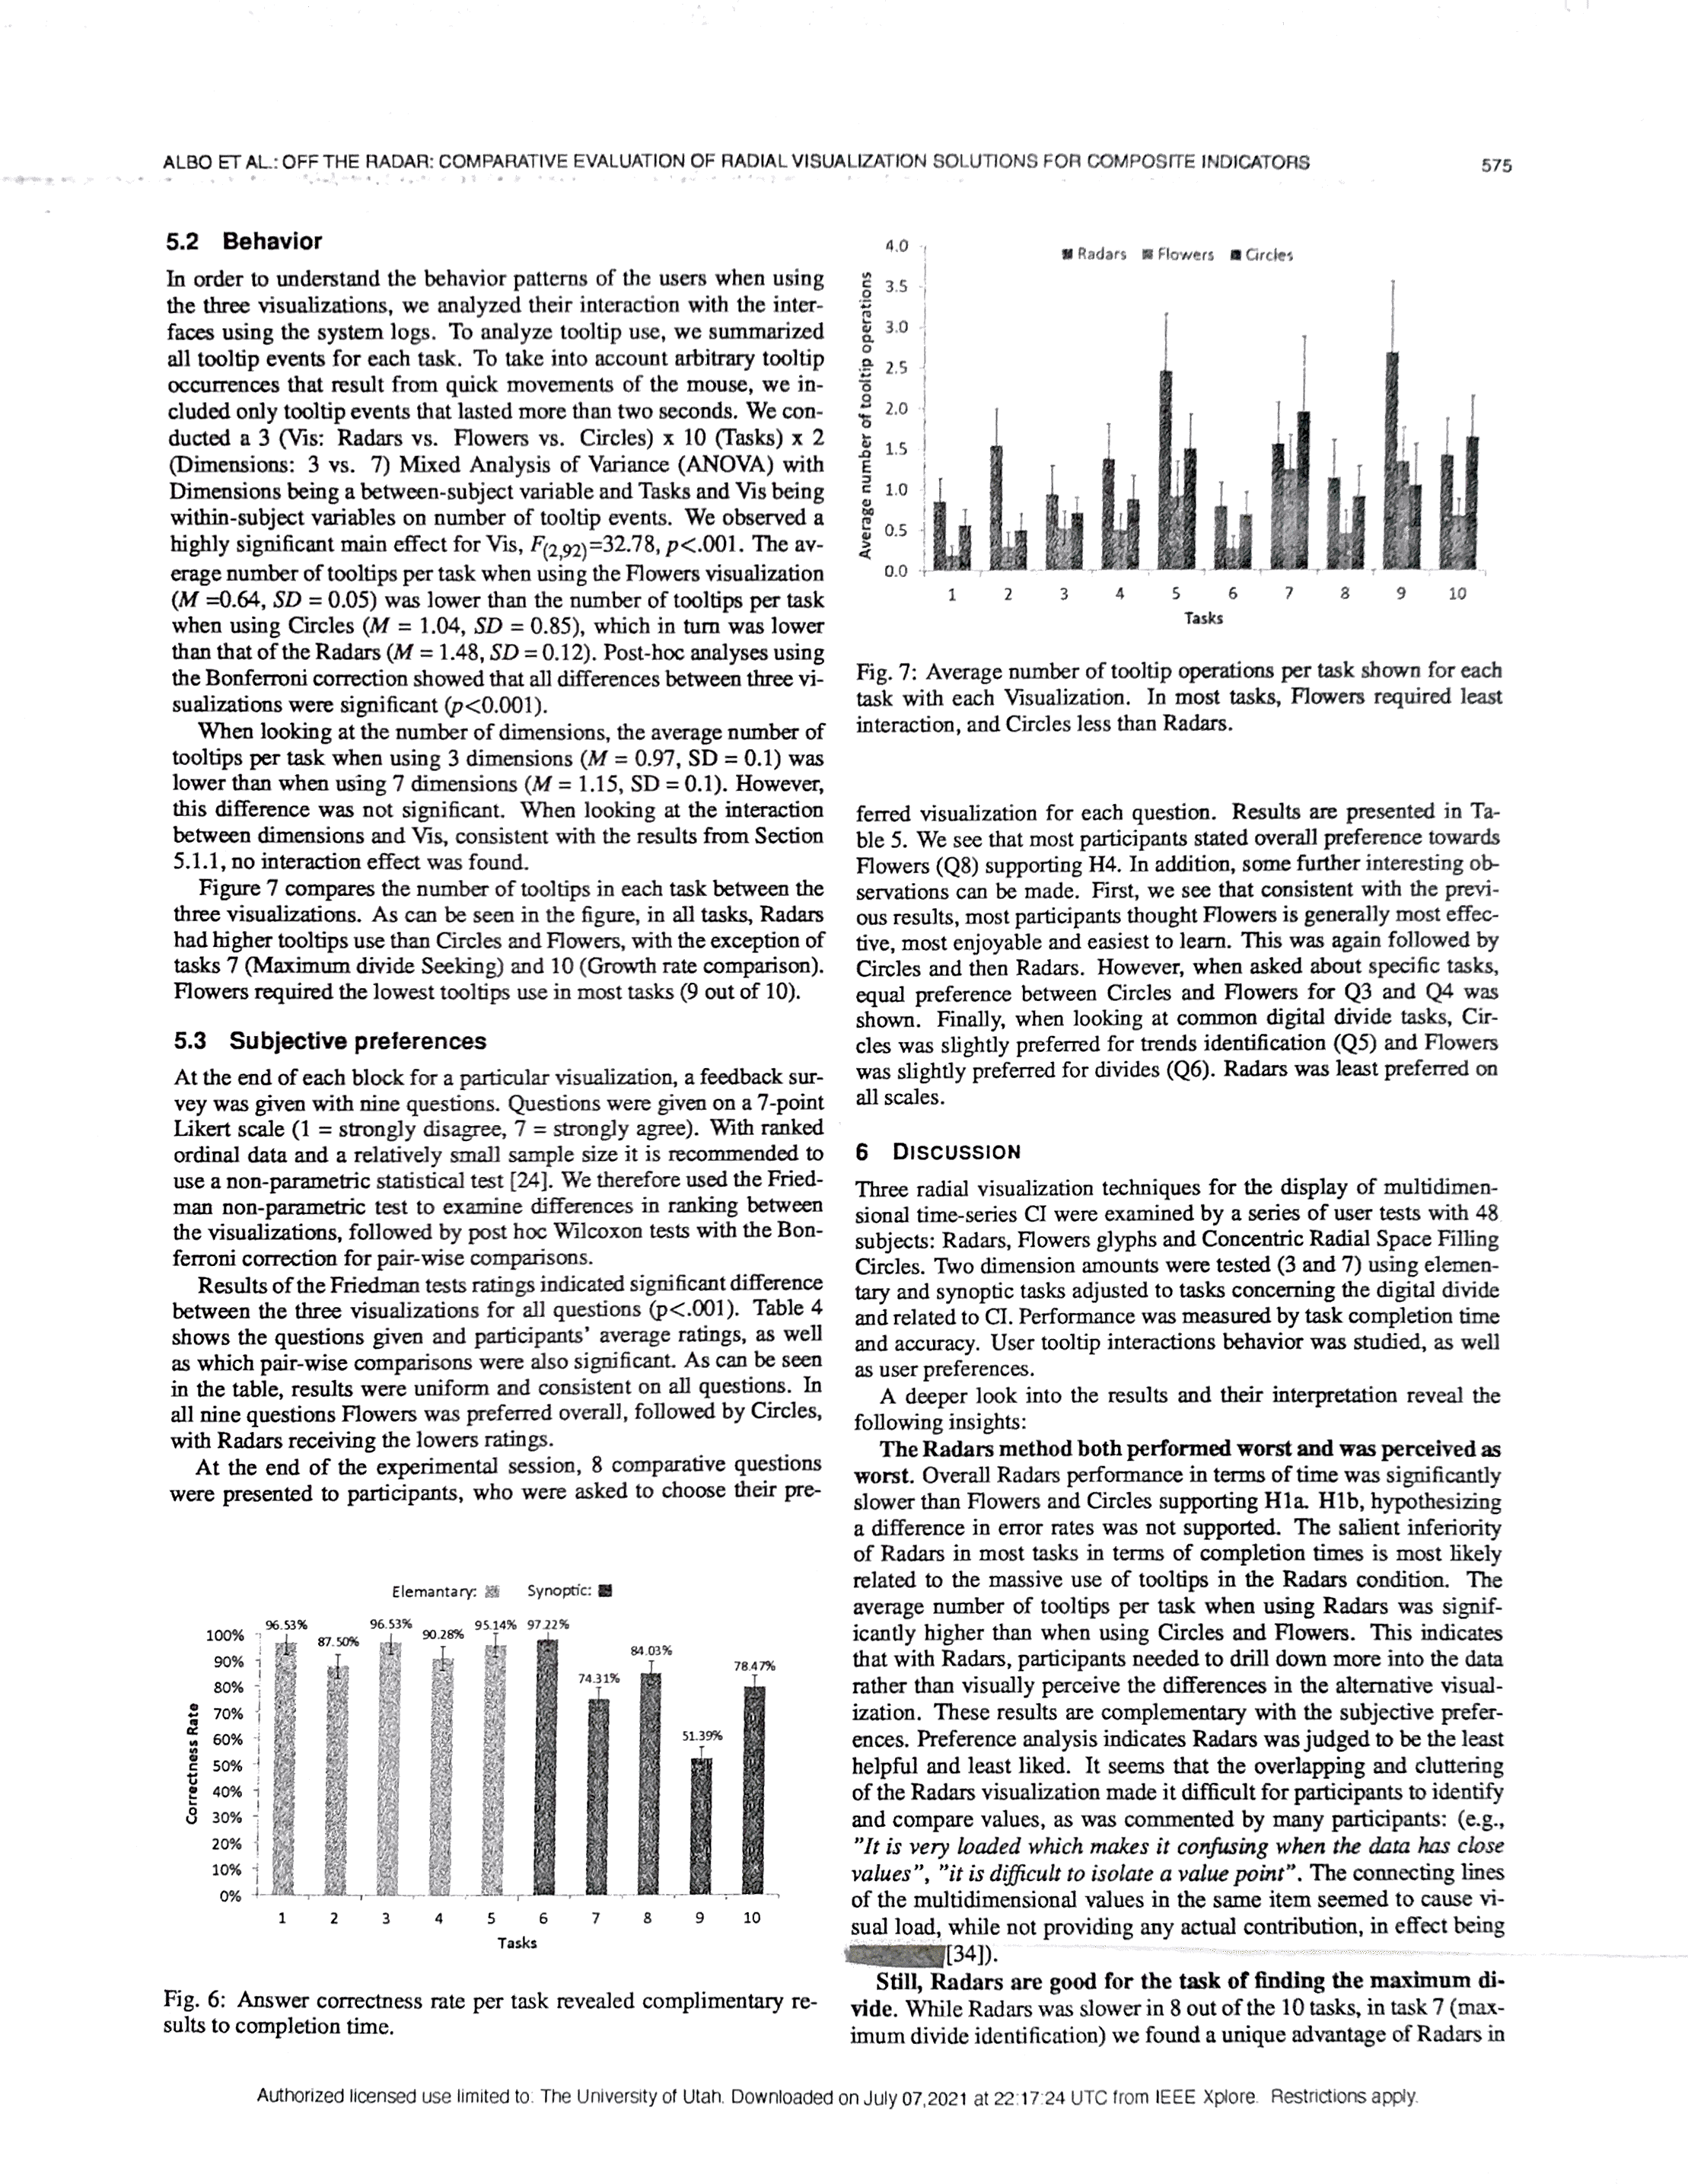 ALBO ET AL.: OFF THE RADAR: COMPARATIVE EVALUATION OF RADIAL VISUALIZATION SOLUTIONS FOR COMPOSITE INDICATORS
575
5.2 Behavior
In order to understand the behavior patterns of the users when using
the three visualizations, we analyzed their interaction with the inter-
faces using the system logs. To analyze tooltip use, we summarized
all tooltip events for each task. To take into account arbitrary tooltip
occurrences that result from quick movements of the mouse, we in-
cluded only tooltip events that lasted more than two seconds. We con-
ducted a 3 (Vis: Radars vs. Flowers vs. Circles) x 10 (Tasks) x 2
(Dimensions: 3 vs. 7) Mixed Analysis of Variance (ANOVA) with
Dimensions being a between-subject variable and Tasks and Vis being
within-subject variables on number of tooltip events. We observed a
highly significant main effect for Vis, F(2,92)=32.78, p<.001. The av-
erage number of tooltips per task when using the Flowers visualization
(M =0.64, SD = 0.05) was lower than the number of tooltips per task
when using Circles (M = 1.04, SD = 0.85), which in turn was lower
than that of the Radars (M = 1.48, SD = 0.12). Post-hoc analyses using
the Bonferroni correction showed that all differences between three vi-
sualizations were significant (p<0.001).
When looking at the number of dimensions, the average number of
tooltips per task when using 3 dimensions (M = 0.97, SD = 0.1) was
lower than when using 7 dimensions (M = 1.15, SD = 0.1). However,
this difference was not significant. When looking at the interaction
between dimensions and Vis, consistent with the results from Section
5.1.1, no interaction effect was found.
Figure 7 compares the number of tooltips in each task between the
three visualizations. As can be seen in the figure, in all tasks, Radars
had higher tooltips use than Circles and Flowers, with the exception of
tasks 7 (Maximum divide Seeking) and 10 (Growth rate comparison).
Flowers required the lowest tooltips use in most tasks (9 out of 10).
5.3 Subjective preferences
At the end of each block for a particular visualization, a feedback sur-
vey was given with nine questions. Questions were given on a 7-point
Likert scale (1 = strongly disagree, 7 = strongly agree). With ranked
ordinal data and a relatively small sample size it is recommended to
use a non-parametric statistical test [24]. We therefore used the Fried-
man non-parametric test to examine differences in ranking between
the visualizations, followed by post hoc Wilcoxon tests with the Bon-
ferroni correction for pair-wise comparisons.
Results of the Friedman tests ratings indicated significant difference
between the three visualizations for all questions (p<.001). Table 4
shows the questions given and participants' average ratings, as well
as which pair-wise comparisons were also significant. As can be seen
in the table, results were uniform and consistent on all questions. In
all nine questions Flowers was preferred overall, followed by Circles,
with Radars receiving the lowers ratings.
At the end of the experimental session, 8 comparative questions
were presented to participants, who were asked to choose their pre-
Elemantary: Synoptic:
96.53% 87.50% 96.53% 90.28% 95.14% 97.22% 74.31% 84.03% 51.39% 78.47%
Correctness Rate
100%
90%
80%
70%
60%
50%
40%
30%
20%
10%
0%
1 2 3 4 5 6 7 8 9 10
Tasks
Fig. 6: Answer correctness rate per task revealed complimentary re-
sults to completion time.
Radars Flowers Circles
Average number of tooltip operations
4.0
3.5
3.0
2.5
2.0
1.5
1.0
0.5
0.0
1 2 3 4 5 6 7 8 9 10
Tasks
Fig. 7: Average number of tooltip operations per task shown for each
task with each Visualization. In most tasks, Flowers required least
interaction, and Circles less than Radars.
ferred visualization for each question. Results are presented in Ta-
ble 5. We see that most participants stated overall preference towards
Flowers (Q8) supporting H4. In addition, some further interesting ob-
servations can be made. First, we see that consistent with the previ-
ous results, most participants thought Flowers is generally most effec-
tive, most enjoyable and easiest to learn. This was again followed by
Circles and then Radars. However, when asked about specific tasks,
equal preference between Circles and Flowers for Q3 and Q4 was
shown. Finally, when looking at common digital divide tasks, Cir-
cles was slightly preferred for trends identification (Q5) and Flowers
was slightly preferred for divides (Q6). Radars was least preferred on
all scales.
6 DISCUSSION
Three radial visualization techniques for the display of multidimen-
sional time-series CI were examined by a series of user tests with 48
subjects: Radars, Flowers glyphs and Concentric Radial Space Filling
Circles. Two dimension amounts were tested (3 and 7) using elemen-
tary and synoptic tasks adjusted to tasks concerning the digital divide
and related to CI. Performance was measured by task completion time
and accuracy. User tooltip interactions behavior was studied, as well
as user preferences.
A deeper look into the results and their interpretation reveal the
following insights:
The Radars method both performed worst and was perceived as
worst. Overall Radars performance in terms of time was significantly
slower than Flowers and Circles supporting H1a. H1b, hypothesizing
a difference in error rates was not supported. The salient inferiority
of Radars in most tasks in terms of completion times is most likely
related to the massive use of tooltips in the Radars condition. The
average number of tooltips per task when using Radars was signif-
icantly higher than when using Circles and Flowers. This indicates
that with Radars, participants needed to drill down more into the data
rather than visually perceive the differences in the alternative visual-
ization. These results are complementary with the subjective prefer-
ences. Preference analysis indicates Radars was judged to be the least
helpful and least liked. It seems that the overlapping and cluttering
of the Radars visualization made it difficult for participants to identify
and compare values, as was commented by many participants: (e.g.,
"It is very loaded which makes it confusing when the data has close
values", "it is difficult to isolate a value point". The connecting lines
of the multidimensional values in the same item seemed to cause vi-
sual load, while not providing any actual contribution, in effect being
[34]).
Still, Radars are good for the task of finding the maximum di-
vide. While Radars was slower in 8 out of the 10 tasks, in task 7 (max-
imum divide identification) we found a unique advantage of Radars in
Authorized licensed use limited to: The University of Utah. Downloaded on July 07,2021 at 22:17:24 UTC from IEEE Xplore. Restrictions apply.